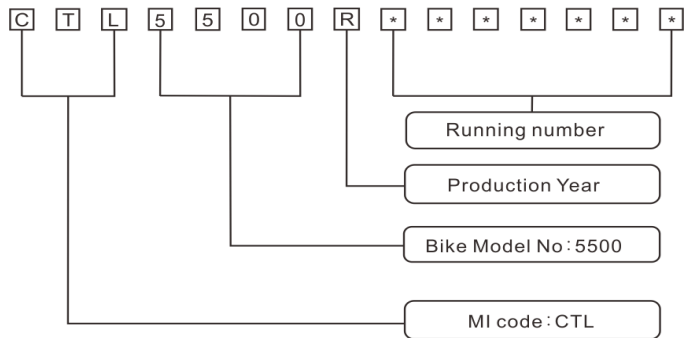 C T L 5 5 0 0 R * * * * * * *
Running number
Production Year
Bike Model No:5500
MI code:CTL